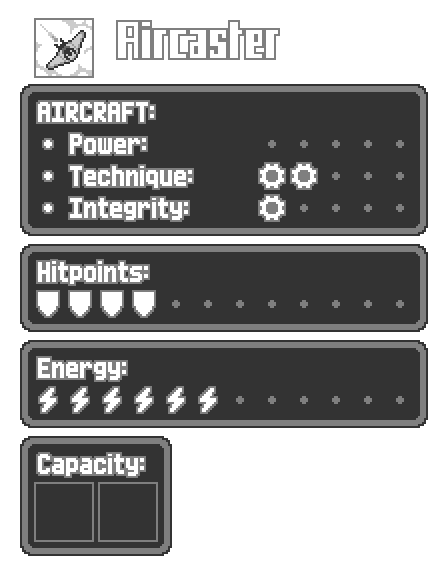 Aircaster
AIRCRAFT:
• Power:
• Technique:
• Integrity:
Hitpoints:
Energy:
Capacity: